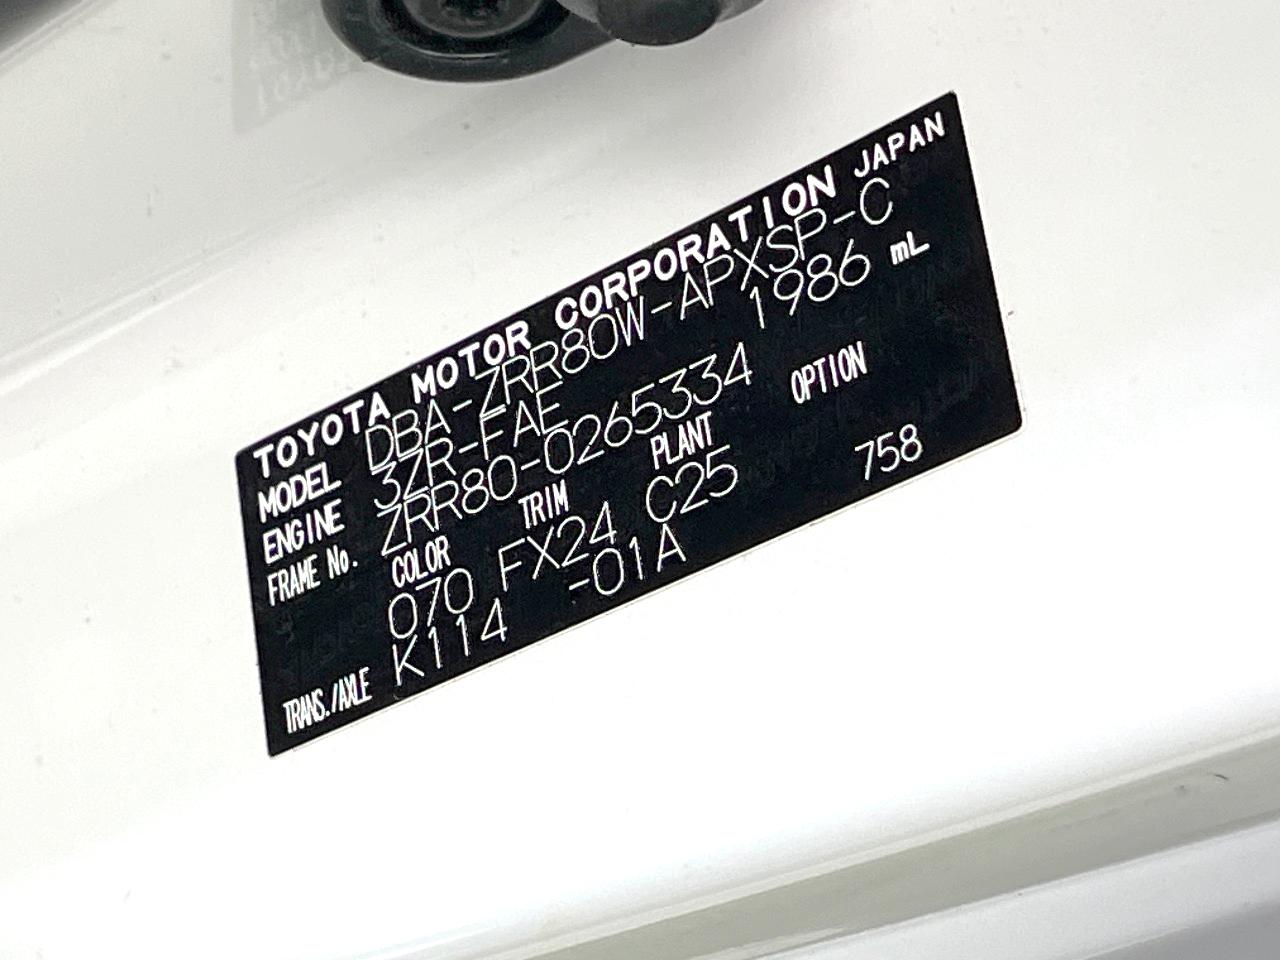 TOYOTA MOTOR CORPORATION JAPAN
MODEL DBA-ZRR80W-APXSP-C
ENGINE 3ZR-FAE 1986 mL
FRAME No. ZRR80-0265334
COLOR TRIM PLANT OPTION
070 FX24 C25 758
TRANS./AXLE K114 -01A